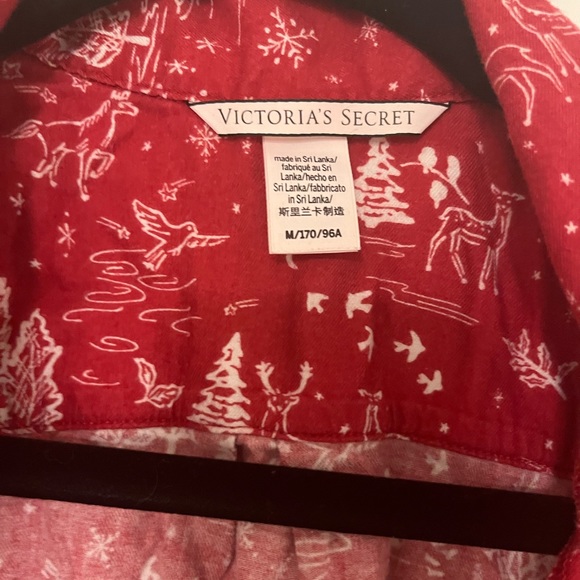 VICTORIA'S SECRET
made in Sri Lanka/
fabriqué au Sri
Lanka/hecho en
Sri Lanka/fabbricato
in Sri Lanka/
斯里兰卡制造
M/170/96A